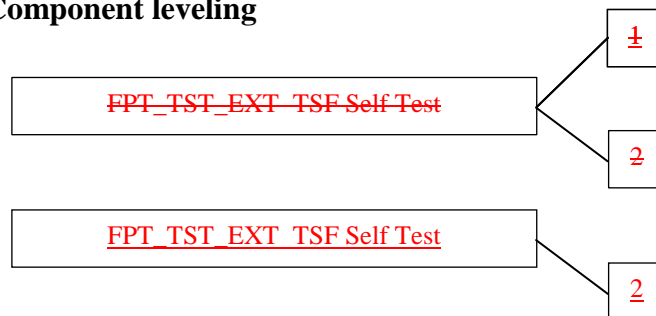 Component leveling
1
FPT_TST_EXT TSF Self Test
2
FPT_TST_EXT TSF Self Test
2